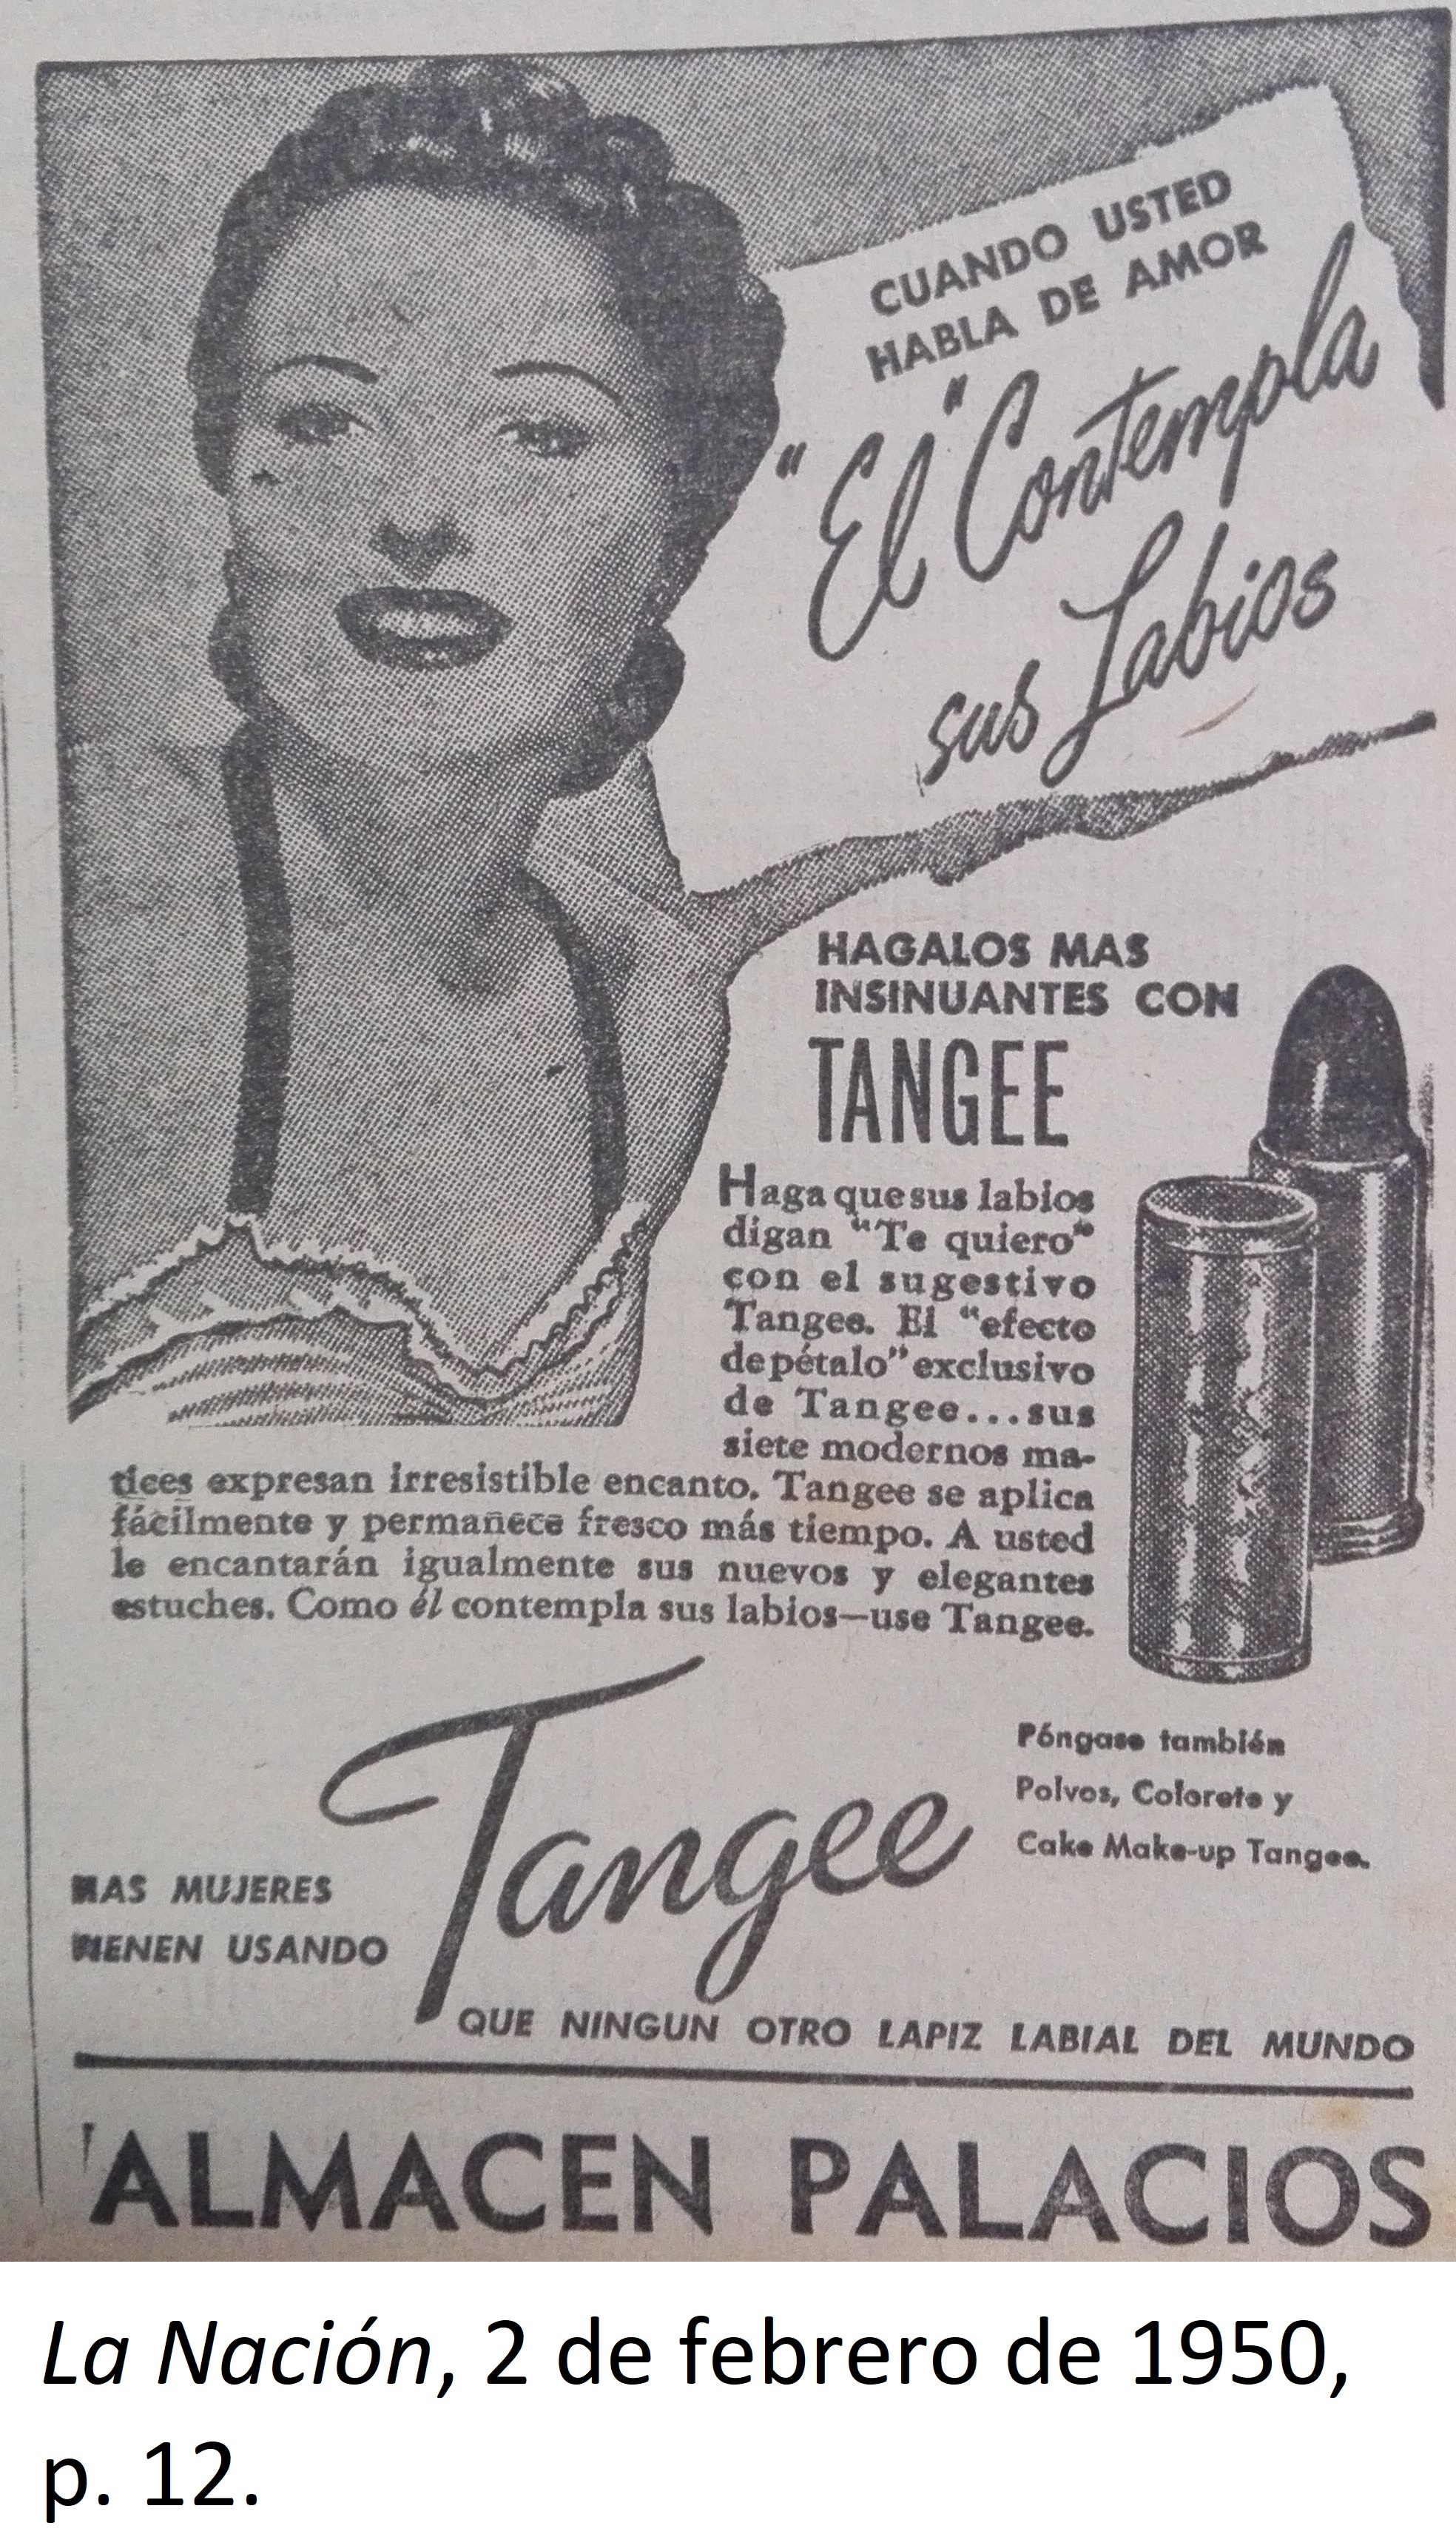 CUANDO USTED
HABLA DE AMOR
"El" Contempla
sus Labios
HAGALOS MAS
INSINUANTES CON
TANGEE
Haga que sus labios
digan "Te quiero"
con el sugestivo
Tangee. El "efecto
de pétalo" exclusivo
de Tangee...sus
siete modernos ma-
tices expresan irresistible encanto. Tangee se aplica
fácilmente y permanece fresco más tiempo. A usted
le encantarán igualmente sus nuevos y elegantes
estuches. Como él contempla sus labios—use Tangee.
Póngase también
Polvos, Colorete y
Cake Make-up Tangee.
MAS MUJERES
VIENEN USANDO
Tangee
QUE NINGUN OTRO LAPIZ LABIAL DEL MUNDO
ALMACEN PALACIOS
La Nación, 2 de febrero de 1950,
p. 12.